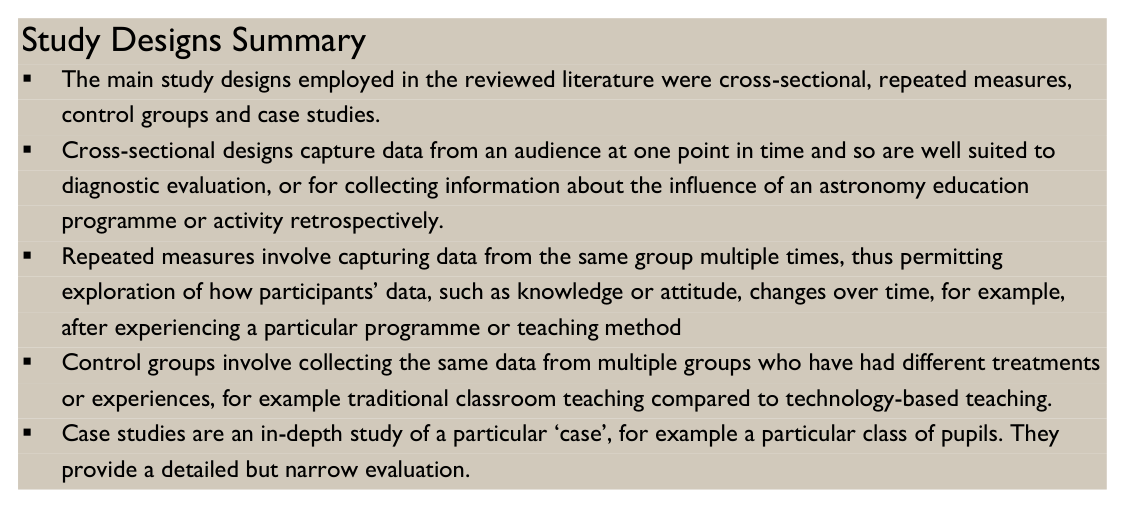 Study Designs Summary
▪ The main study designs employed in the reviewed literature were cross-sectional, repeated measures,
control groups and case studies.
▪ Cross-sectional designs capture data from an audience at one point in time and so are well suited to
diagnostic evaluation, or for collecting information about the influence of an astronomy education
programme or activity retrospectively.
▪ Repeated measures involve capturing data from the same group multiple times, thus permitting
exploration of how participants’ data, such as knowledge or attitude, changes over time, for example,
after experiencing a particular programme or teaching method
▪ Control groups involve collecting the same data from multiple groups who have had different treatments
or experiences, for example traditional classroom teaching compared to technology-based teaching.
▪ Case studies are an in-depth study of a particular ‘case’, for example a particular class of pupils. They
provide a detailed but narrow evaluation.